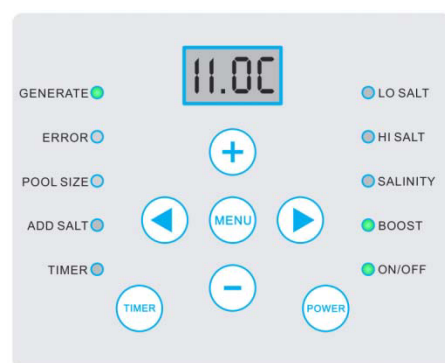 11.0C
GENERATE
LO SALT
ERROR
HI SALT
+
POOL SIZE
SALINITY
MENU
ADD SALT
BOOST
TIMER
ON/OFF
−
TIMER
POWER